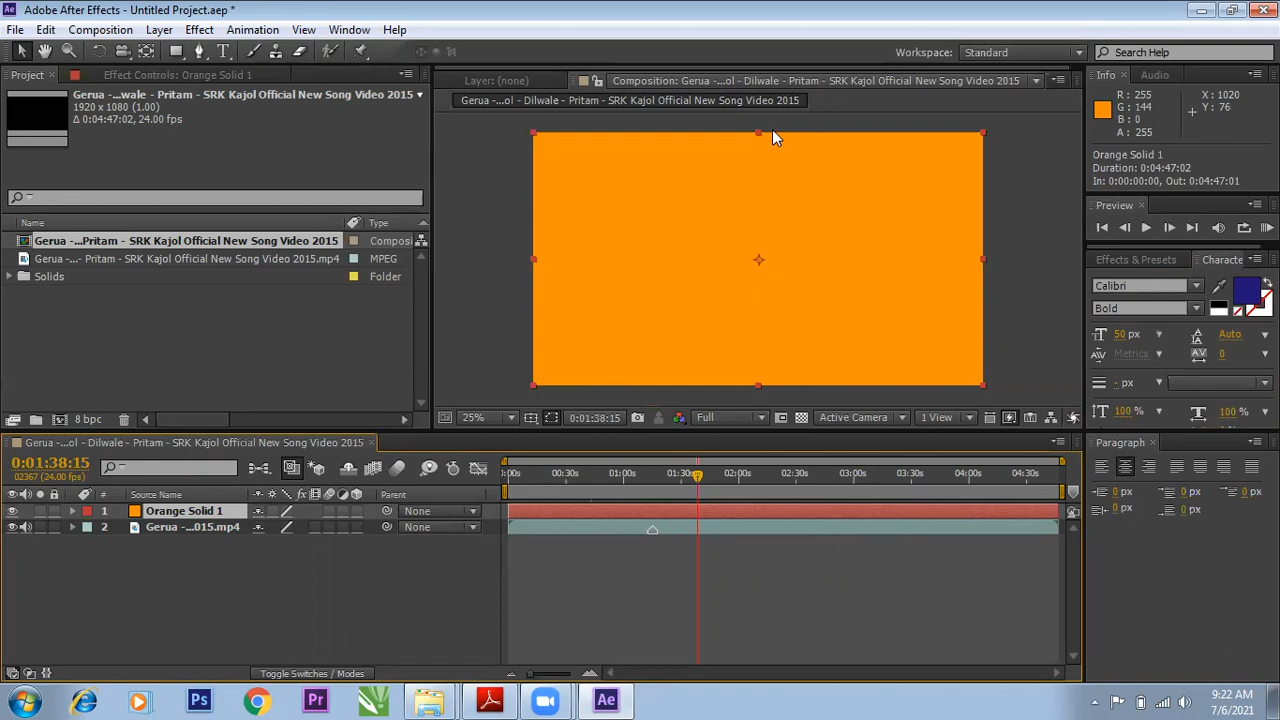 Adobe After Effects - Untitled Project.aep *
File Edit Composition Layer Effect Animation View Window Help
Workspace: Standard Search Help
Project Effect Controls: Orange Solid 1
Gerua -...wale - Pritam - SRK Kajol Official New Song Video 2015
1920 x 1080 (1.00)
Δ 0:04:47:02, 24.00 fps
Name Type
Gerua -...Pritam - SRK Kajol Official New Song Video 2015 Compos
Gerua -...- Pritam - SRK Kajol Official New Song Video 2015.mp4 MPEG
Solids Folder
8 bpc
Layer: (none) Composition: Gerua -...ol - Dilwale - Pritam - SRK Kajol Official New Song Video 2015
Gerua -...ol - Dilwale - Pritam - SRK Kajol Official New Song Video 2015
25% 0:01:38:15 Full Active Camera 1 View
Info Audio
R: 255 X: 1020
G: 144 Y: 76
B: 0
A: 255
Orange Solid 1
Duration: 0:04:47:02
In: 0:00:00:00, Out: 0:04:47:01
Preview
Effects & Presets Characte
Calibri
Bold
50 px Auto
Metrics 0
- px
100 % 100 %
Gerua -...ol - Dilwale - Pritam - SRK Kajol Official New Song Video 2015
0:01:38:15
02367 (24.00 fps)
:00s 00:30s 01:00s 01:30s 02:00s 02:30s 03:00s 03:30s 04:00s 04:30s
# Source Name Parent
1 Orange Solid 1 None
2 Gerua -...015.mp4 None
Toggle Switches / Modes
Paragraph
0 px 0 px 0 px
0 px 0 px
Ps Pr Ae
9:22 AM
7/6/2021